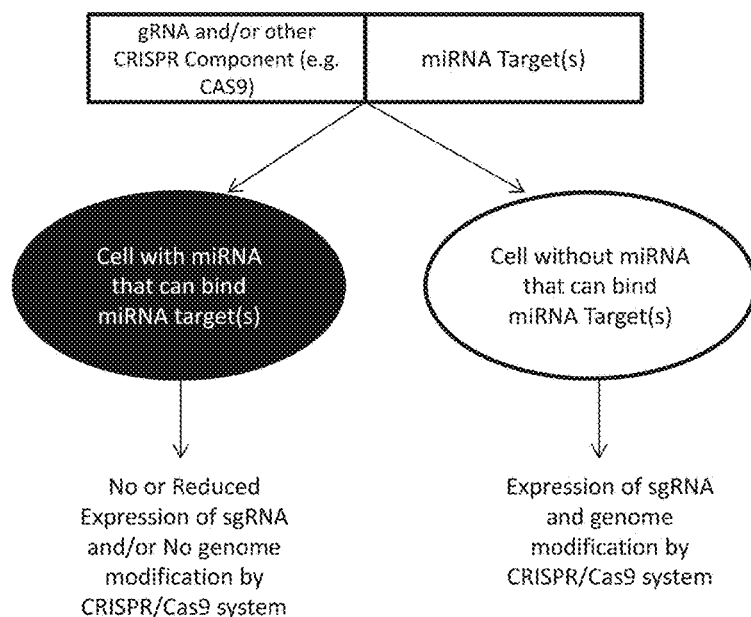 gRNA and/or other
CRISPR Component (e.g.
CAS9)
miRNA Target(s)
Cell with miRNA
that can bind
miRNA target(s)
Cell without miRNA
that can bind
miRNA Target(s)
No or Reduced
Expression of sgRNA
and/or No genome
modification by
CRISPR/Cas9 system
Expression of sgRNA
and genome
modification by
CRISPR/Cas9 system